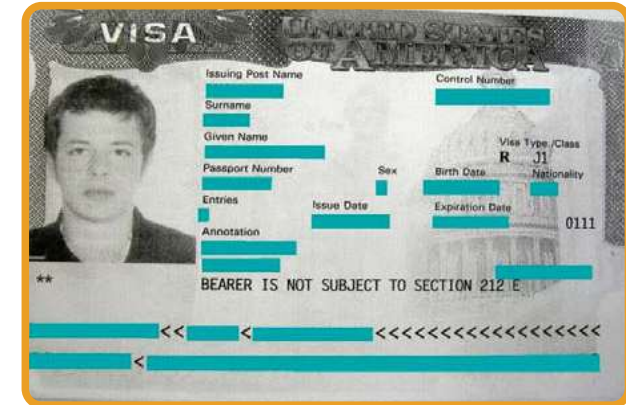 VISA UNITED STATES OF AMERICA
Issuing Post Name Control Number
Surname
Given Name Visa Type /Class
R J1
Passport Number Sex Birth Date Nationality
Entries Issue Date Expiration Date
0111
Annotation
**
BEARER IS NOT SUBJECT TO SECTION 212 E
<< < <<<<<<<<<<<<<<<<<<
<